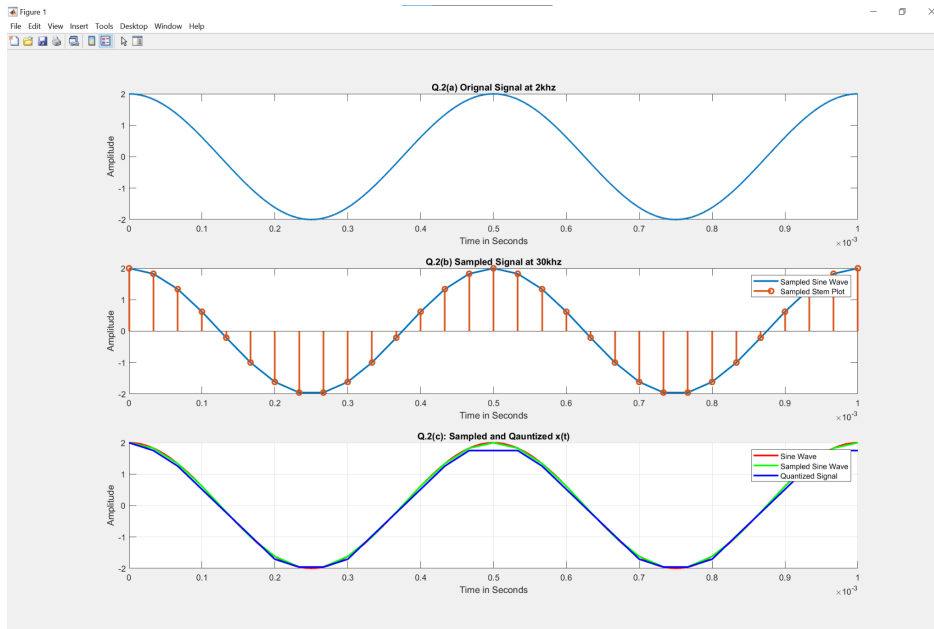 Figure 1
File Edit View Insert Tools Desktop Window Help
Q.2(a) Orignal Signal at 2khz
2
1
0
-1
-2
Amplitude
0 0.1 0.2 0.3 0.4 0.5 0.6 0.7 0.8 0.9 1
Time in Seconds
×10-3
Q.2(b) Sampled Signal at 30khz
2
1
0
-1
-2
Amplitude
Sampled Sine Wave
Sampled Stem Plot
0 0.1 0.2 0.3 0.4 0.5 0.6 0.7 0.8 0.9 1
Time in Seconds
×10-3
Q.2(c): Sampled and Qauntized x(t)
2
1
0
-1
-2
Amplitude
Sine Wave
Sampled Sine Wave
Quantized Signal
0 0.1 0.2 0.3 0.4 0.5 0.6 0.7 0.8 0.9 1
Time in Seconds
×10-3